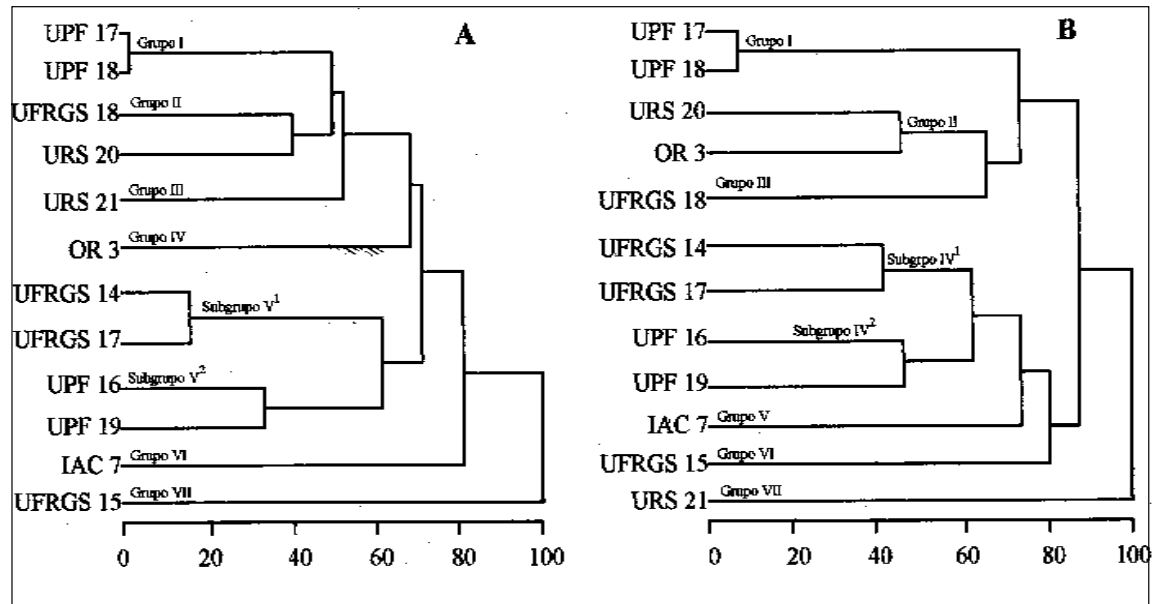 A
UPF 17
Grupo I
UPF 18
UFRGS 18
Grupo II
URS 20
URS 21
Grupo III
OR 3
Grupo IV
UFRGS 14
Subgrupo V¹
UFRGS 17
UPF 16
Subgrupo V²
UPF 19
IAC 7
Grupo VI
UFRGS 15
Grupo VII
0 20 40 60 80 100
B
UPF 17
Grupo I
UPF 18
URS 20
Grupo II
OR 3
Grupo III
UFRGS 18
UFRGS 14
Subgrpo IV¹
UFRGS 17
UPF 16
Subgrupo IV²
UPF 19
IAC 7
Grupo V
UFRGS 15
Grupo VI
URS 21
Grupo VII
0 20 40 60 80 100